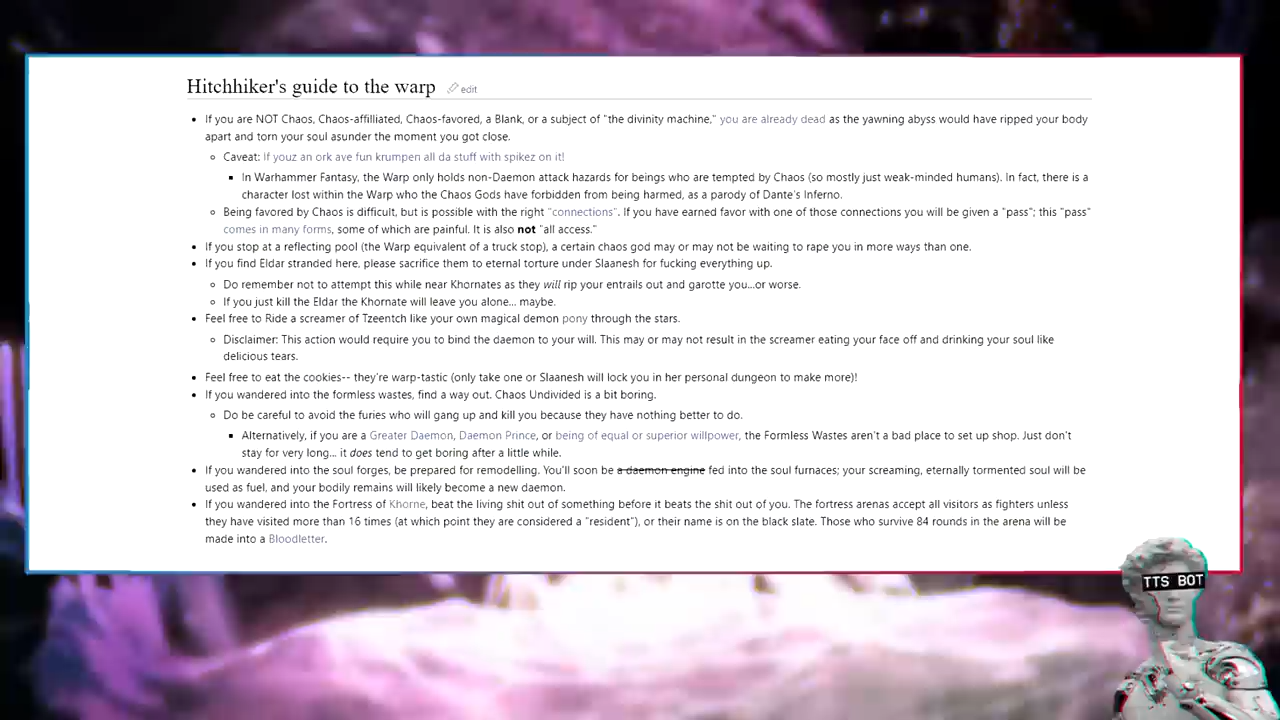 Hitchhiker's guide to the warp edit
If you are NOT Chaos, Chaos-affilliated, Chaos-favored, a Blank, or a subject of "the divinity machine," you are already dead as the yawning abyss would have ripped your body
apart and torn your soul asunder the moment you got close.
Caveat: If youz an ork ave fun krumpen all da stuff with spikez on it!
In Warhammer Fantasy, the Warp only holds non-Daemon attack hazards for beings who are tempted by Chaos (so mostly just weak-minded humans). In fact, there is a
character lost within the Warp who the Chaos Gods have forbidden from being harmed, as a parody of Dante's Inferno.
Being favored by Chaos is difficult, but is possible with the right "connections". If you have earned favor with one of those connections you will be given a "pass"; this "pass"
comes in many forms, some of which are painful. It is also not "all access."
If you stop at a reflecting pool (the Warp equivalent of a truck stop), a certain chaos god may or may not be waiting to rape you in more ways than one.
If you find Eldar stranded here, please sacrifice them to eternal torture under Slaanesh for fucking everything up.
Do remember not to attempt this while near Khornates as they will rip your entrails out and garotte you...or worse.
If you just kill the Eldar the Khornate will leave you alone... maybe.
Feel free to Ride a screamer of Tzeentch like your own magical demon pony through the stars.
Disclaimer: This action would require you to bind the daemon to your will. This may or may not result in the screamer eating your face off and drinking your soul like
delicious tears.
Feel free to eat the cookies-- they're warp-tastic (only take one or Slaanesh will lock you in her personal dungeon to make more)!
If you wandered into the formless wastes, find a way out. Chaos Undivided is a bit boring.
Do be careful to avoid the furies who will gang up and kill you because they have nothing better to do.
Alternatively, if you are a Greater Daemon, Daemon Prince, or being of equal or superior willpower, the Formless Wastes aren't a bad place to set up shop. Just don't
stay for very long... it does tend to get boring after a little while.
If you wandered into the soul forges, be prepared for remodelling. You'll soon be a daemon engine fed into the soul furnaces; your screaming, eternally tormented soul will be
used as fuel, and your bodily remains will likely become a new daemon.
If you wandered into the Fortress of Khorne, beat the living shit out of something before it beats the shit out of you. The fortress arenas accept all visitors as fighters unless
they have visited more than 16 times (at which point they are considered a "resident"), or their name is on the black slate. Those who survive 84 rounds in the arena will be
made into a Bloodletter.
TTS BOT